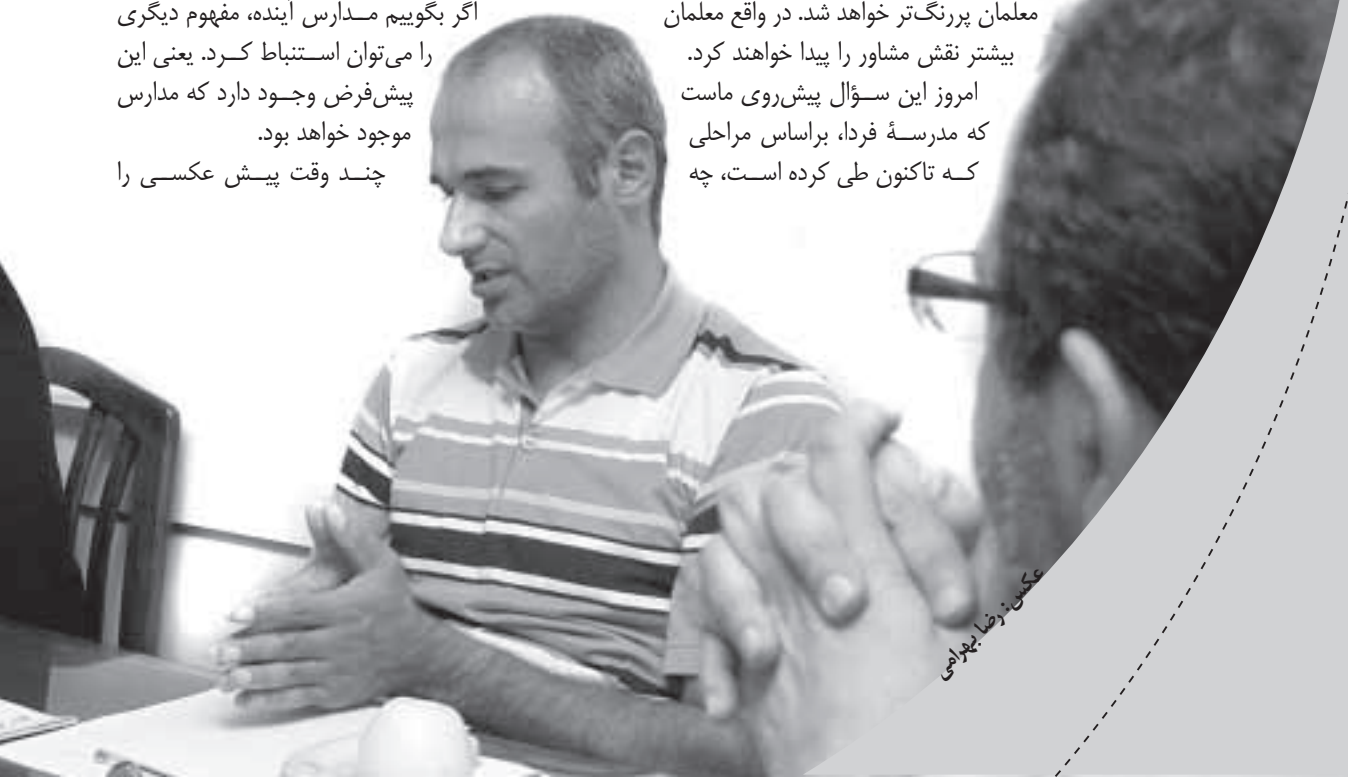 معلمان پررنگ‌تر خواهد شد. در واقع معلمان
بیشتر نقش مشاور را پیدا خواهند کرد.
امروز این سؤال پیش‌روی ماست
که مدرسهٔ فردا، براساس مراحلی
که تاکنون طی کرده است، چه
اگر بگوییم مدارس آینده، مفهوم دیگری
را می‌توان استنباط کرد. یعنی این
پیش‌فرض وجود دارد که مدارس
موجود خواهد بود.
چند وقت پیش عکسی را
عکس: رضا بهرامی